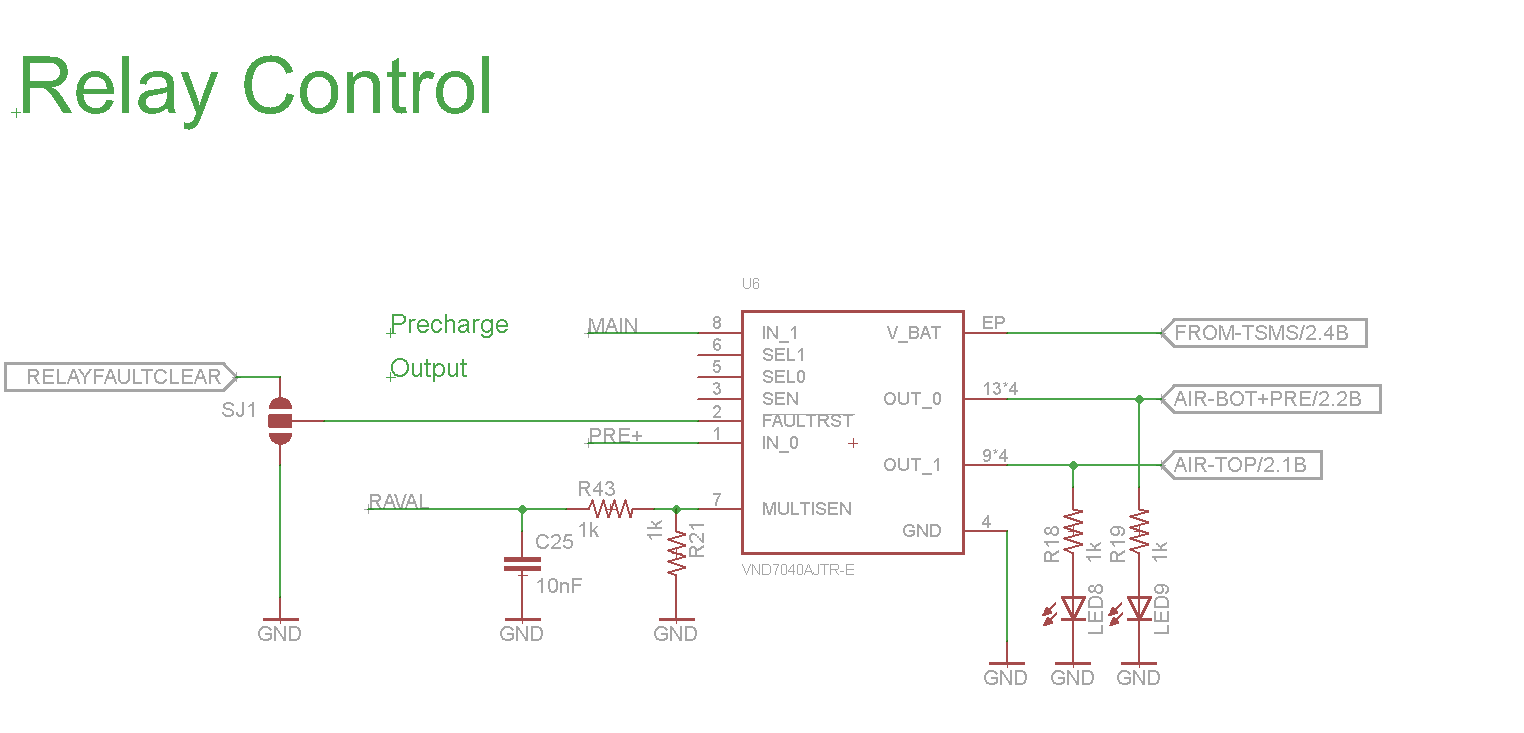 Relay Control
U6
Precharge
MAIN
8
IN_1
V_BAT
EP
FROM-TSMS/2.4B
6
SEL1
Output
5
SEL0
RELAYFAULTCLEAR
3
SEN
OUT_0
13*4
AIR-BOT+PRE/2.2B
SJ1
2
FAULTRST
PRE+
1
IN_0
OUT_1
9*4
AIR-TOP/2.1B
RAVAL
R43
1k
1k
R21
7
MULTISEN
GND
4
R18
1k
R19
1k
C25
10nF
VND7040AJTR-E
LED8
LED9
GND
GND
GND
GND
GND
GND